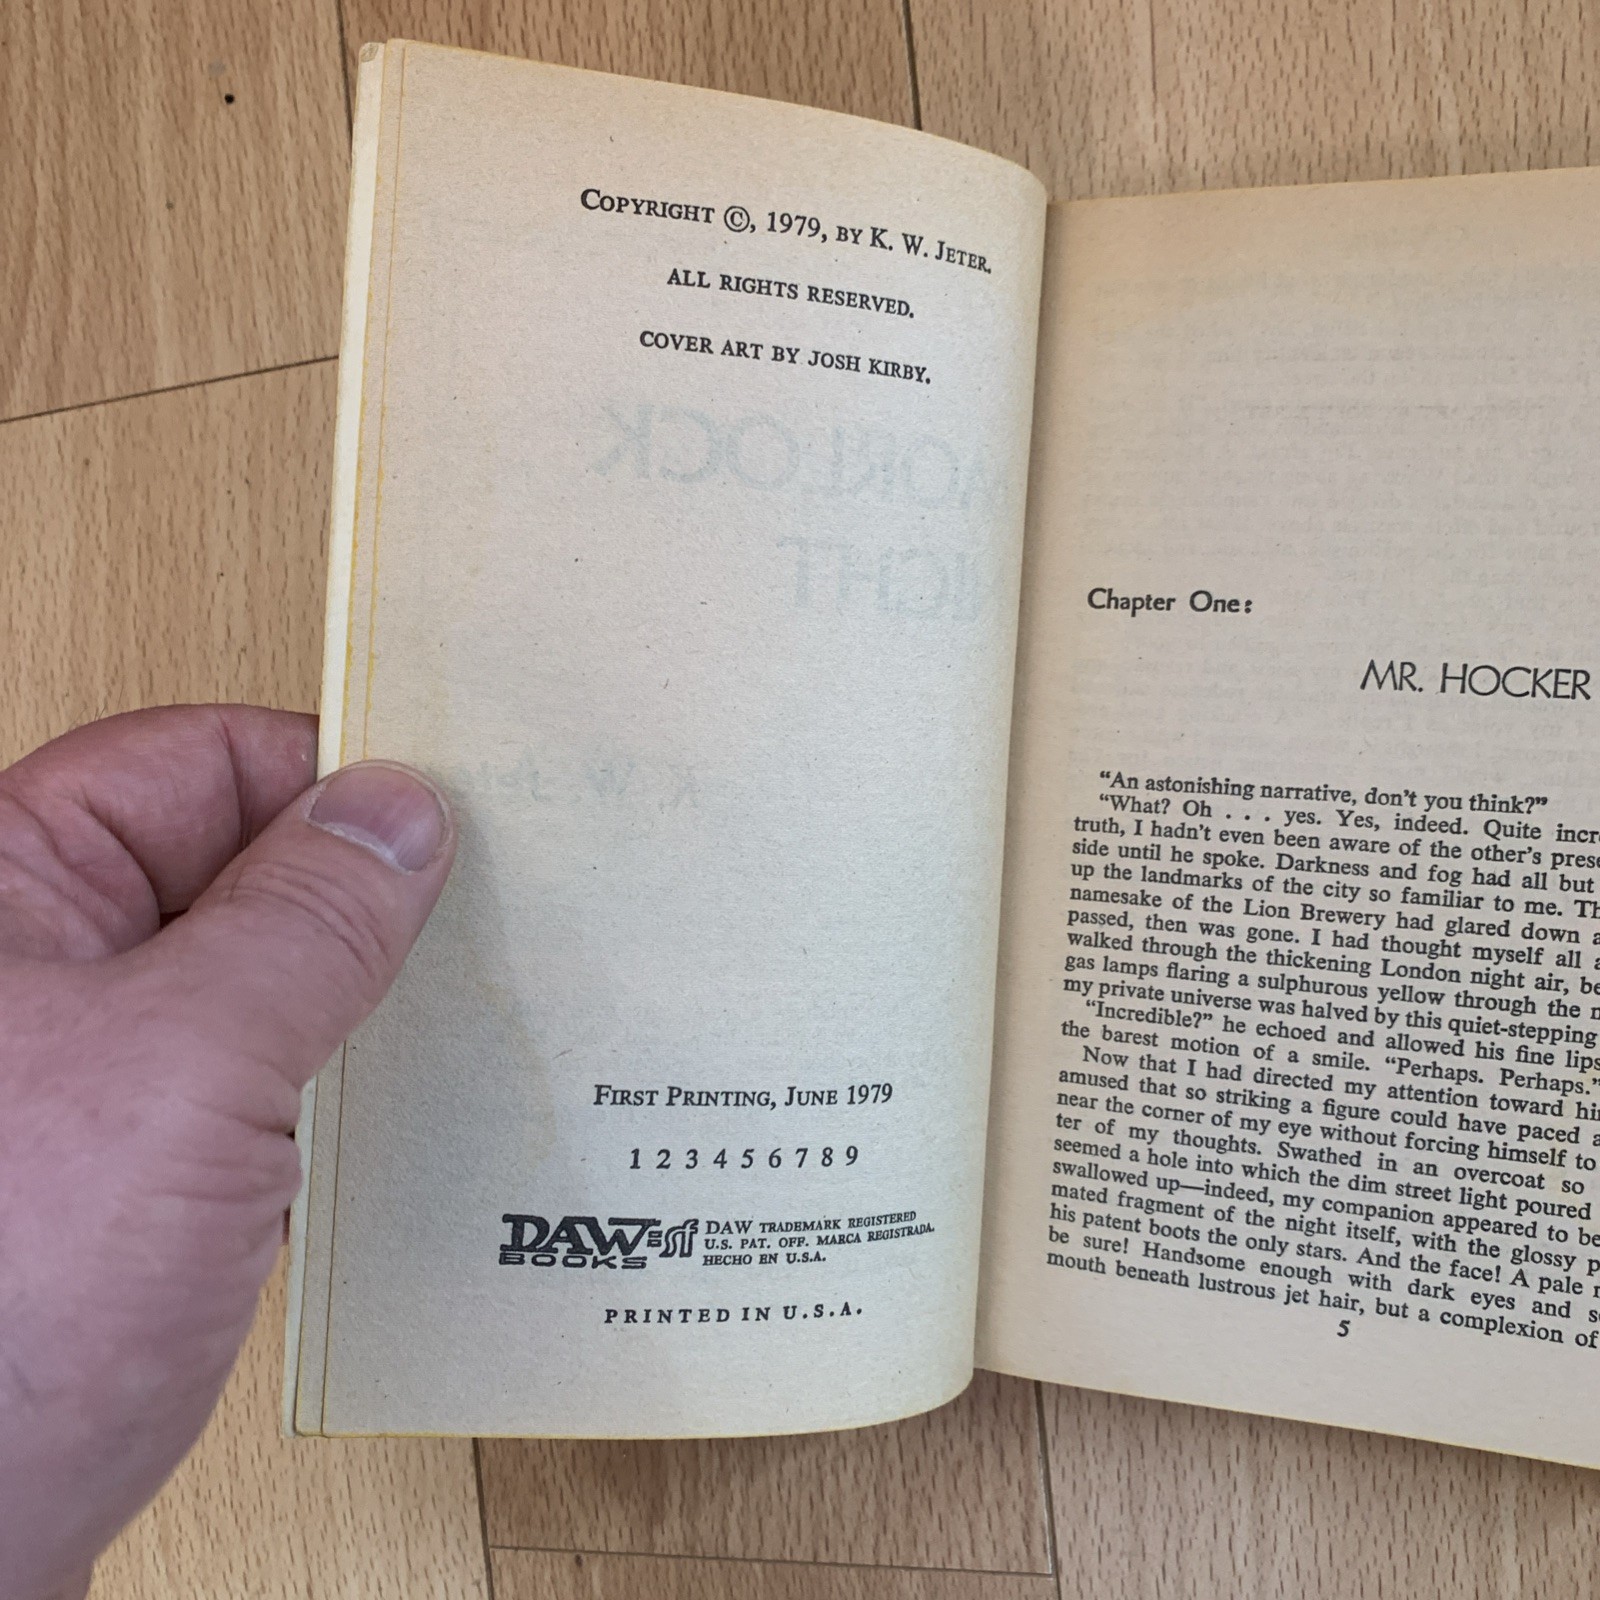 COPYRIGHT ©, 1979, BY K. W. JETER.
ALL RIGHTS RESERVED.
COVER ART BY JOSH KIRBY.
FIRST PRINTING, JUNE 1979
1 2 3 4 5 6 7 8 9
DAW BOOKS sf
DAW TRADEMARK REGISTERED
U.S. PAT. OFF. MARCA REGISTRADA.
HECHO EN U.S.A.
PRINTED IN U.S.A.
Chapter One:
MR. HOCKER
“An astonishing narrative, don’t you think?”
“What? Oh . . . yes. Yes, indeed. Quite
truth, I hadn’t even been aware of the other’s
side until he spoke. Darkness and fog had all but
up the landmarks of the city so familiar to me.
namesake of the Lion Brewery had glared down
passed, then was gone. I had thought myself all
walked through the thickening London night air,
gas lamps flaring a sulphurous yellow through the
my private universe was halved by this quiet-stepping
“Incredible?” he echoed and allowed his fine lips
the barest motion of a smile. “Perhaps. Perhaps.”
Now that I had directed my attention toward
amused that so striking a figure could have paced
near the corner of my eye without forcing himself to
ter of my thoughts. Swathed in an overcoat so
seemed a hole into which the dim street light poured
swallowed up—indeed, my companion appeared to
mated fragment of the night itself, with the glossy
his patent boots the only stars. And the face! A pale
be sure! Handsome enough with dark eyes and
mouth beneath lustrous jet hair, but a complexion of
5